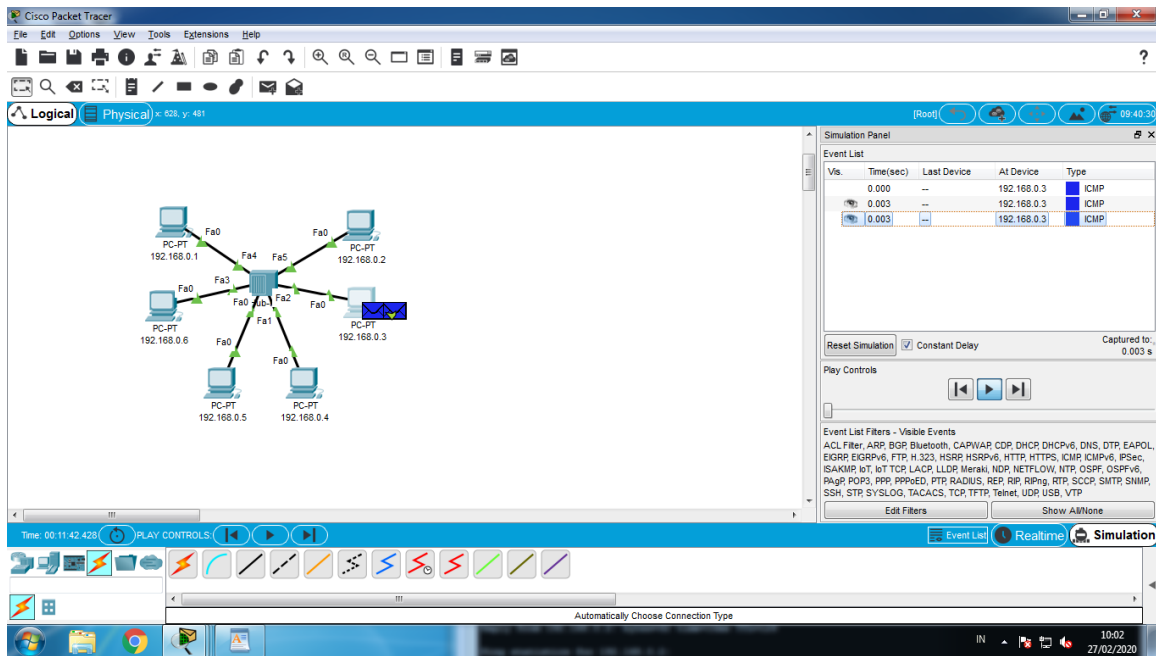 Cisco Packet Tracer
File Edit Options View Tools Extensions Help
?
Logical Physical x: 628, y: 481 [Root] 09:40:30
Simulation Panel
Event List
Vis. Time(sec) Last Device At Device Type
0.000 -- 192.168.0.3 ICMP
0.003 -- 192.168.0.3 ICMP
0.003 -- 192.168.0.3 ICMP
Reset Simulation Constant Delay Captured to:
0.003 s
Play Controls
Event List Filters - Visible Events
ACL Filter, ARP, BGP, Bluetooth, CAPWAP, CDP, DHCP, DHCPv6, DNS, DTP, EAPOL,
EIGRP, EIGRPv6, FTP, H.323, HSRP, HSRPv6, HTTP, HTTPS, ICMP, ICMPv6, IPSec,
ISAKMP, IoT, IoT TCP, LACP, LLDP, Meraki, NDP, NETFLOW, NTP, OSPF, OSPFv6,
PAgP, POP3, PPP, PPPoED, PTP, RADIUS, REP, RIP, RIPng, RTP, SCCP, SMTP, SNMP,
SSH, STP, SYSLOG, TACACS, TCP, TFTP, Telnet, UDP, USB, VTP
Edit Filters Show All/None
Fa0
PC-PT
192.168.0.1
Fa4
Fa5
Fa0
PC-PT
192.168.0.2
Fa0
Fa3
PC-PT
192.168.0.6
Fa0
Fa2
Fa0
PC-PT
192.168.0.3
Fa1
Fa0
PC-PT
192.168.0.5
Fa0
PC-PT
192.168.0.4
Time: 00:11:42.428 PLAY CONTROLS: Event List Realtime Simulation
Automatically Choose Connection Type
IN 10:02
27/02/2020